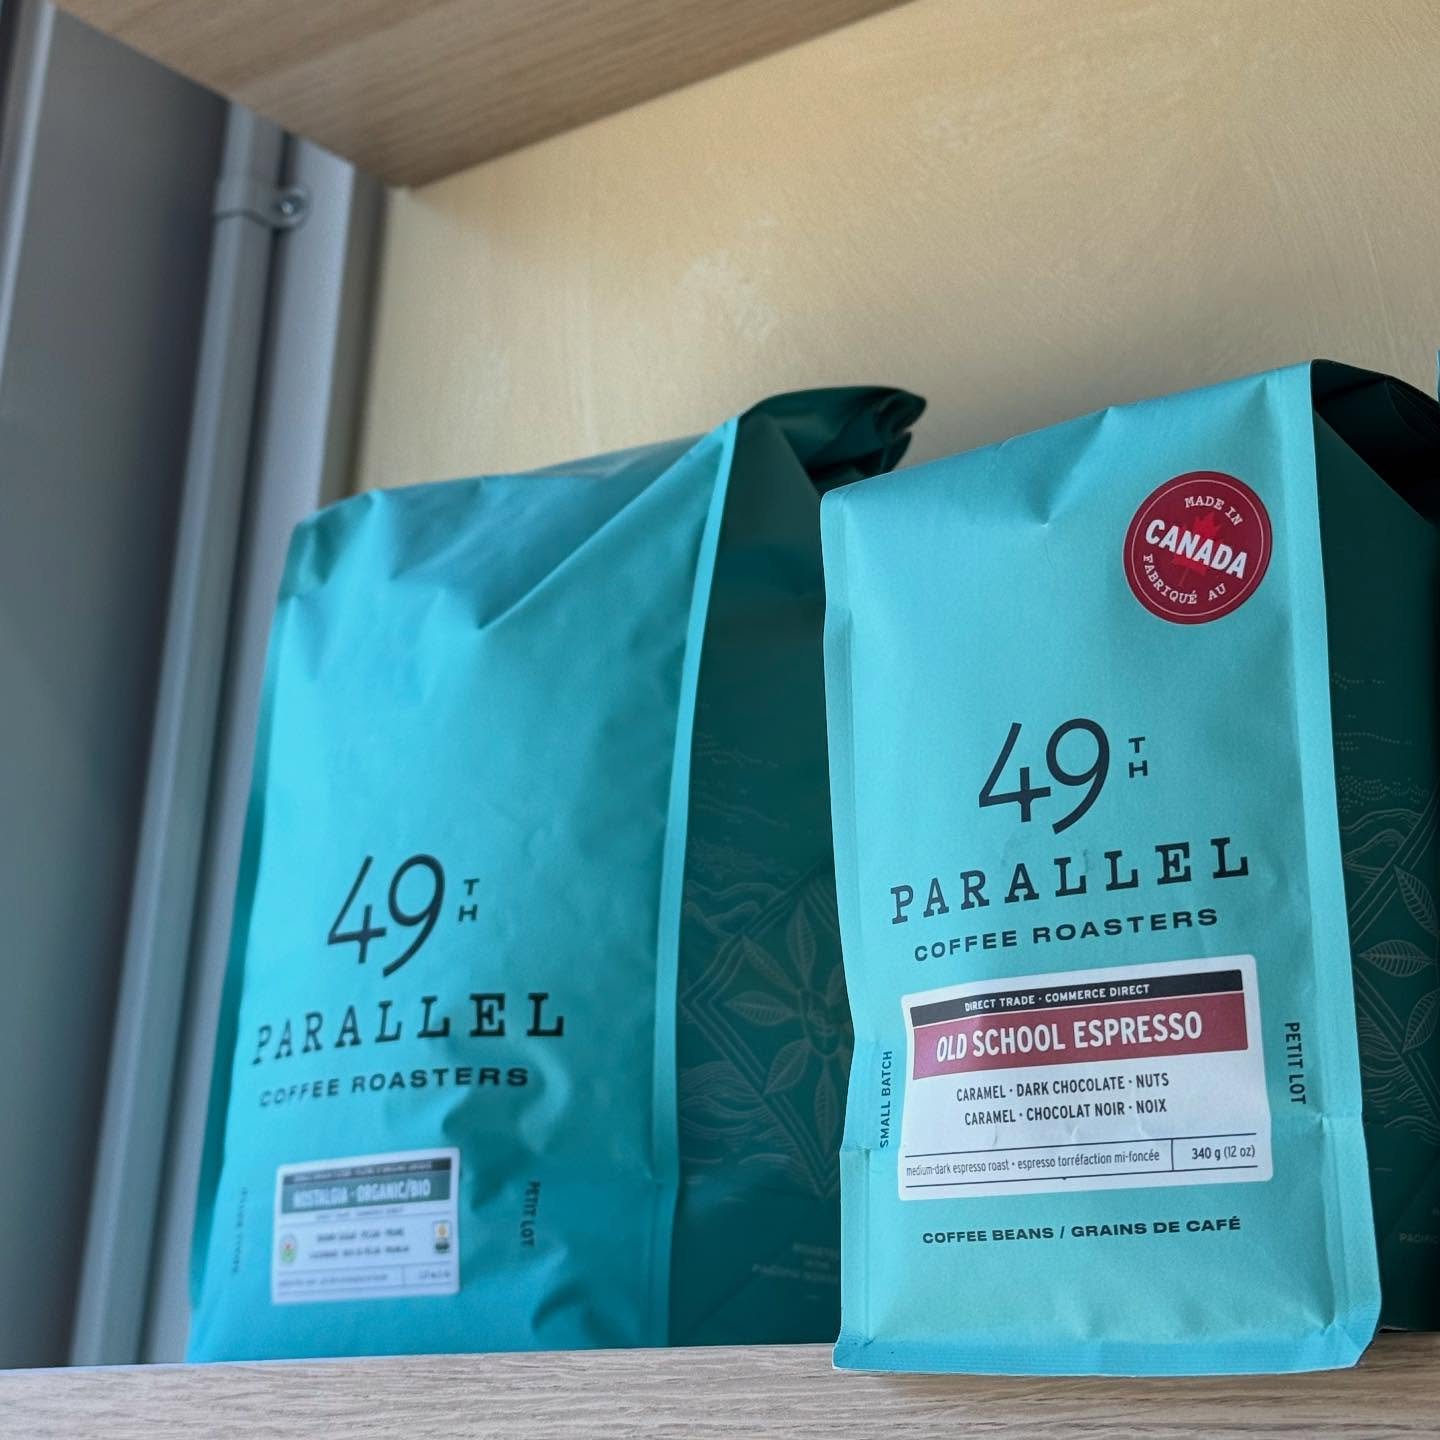 49TH
PARALLEL
COFFEE ROASTERS
NOSTALGIA · ORGANIC/BIO
PETIT LOT
MADE IN
CANADA
FABRIQUÉ AU
49TH
PARALLEL
COFFEE ROASTERS
DIRECT TRADE · COMMERCE DIRECT
OLD SCHOOL ESPRESSO
CARAMEL · DARK CHOCOLATE · NUTS
CARAMEL · CHOCOLAT NOIR · NOIX
medium-dark espresso roast · espresso torréfaction mi-foncée
340 g (12 oz)
SMALL BATCH
PETIT LOT
COFFEE BEANS / GRAINS DE CAFÉ